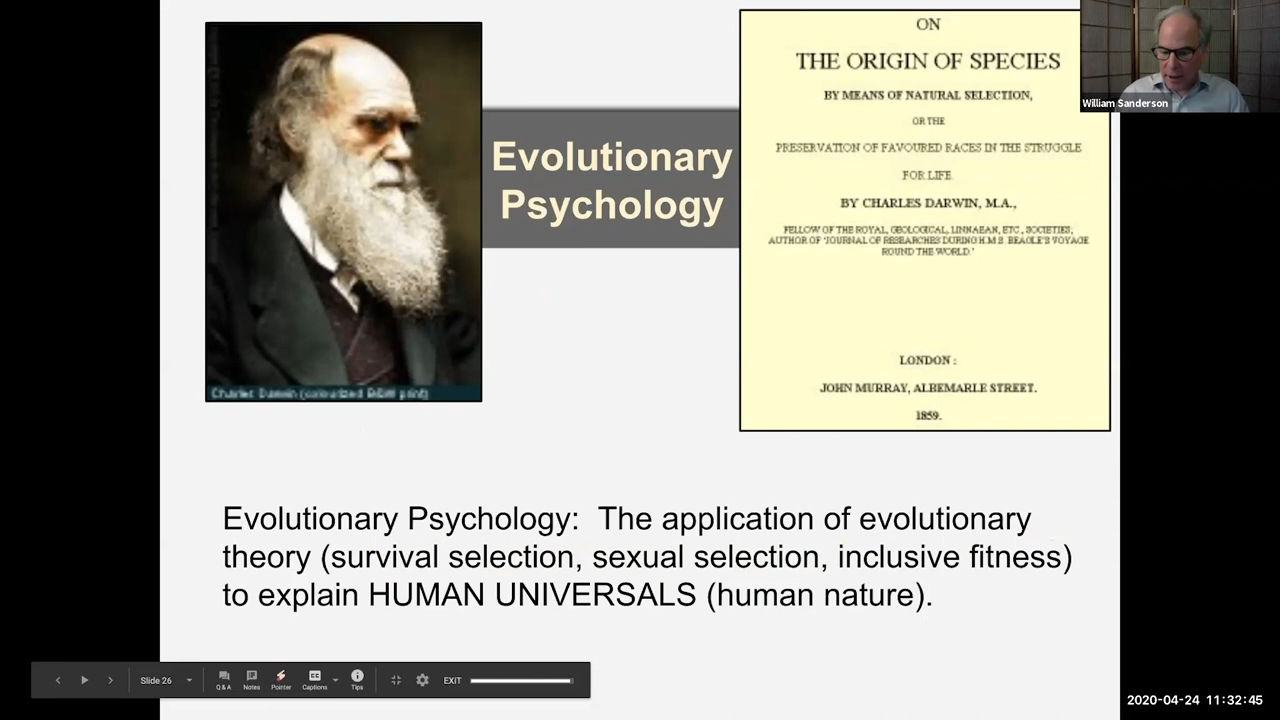 Charles Darwin (colourized B&W print)
Evolutionary
Psychology
ON
THE ORIGIN OF SPECIES
BY MEANS OF NATURAL SELECTION,
OR THE
PRESERVATION OF FAVOURED RACES IN THE STRUGGLE
FOR LIFE.
BY CHARLES DARWIN, M.A.,
FELLOW OF THE ROYAL, GEOLOGICAL, LINNAEAN, ETC., SOCIETIES;
AUTHOR OF 'JOURNAL OF RESEARCHES DURING H.M.S. BEAGLE'S VOYAGE
ROUND THE WORLD.'
LONDON :
JOHN MURRAY, ALBEMARLE STREET.
1859.
William Sanderson
Evolutionary Psychology: The application of evolutionary
theory (survival selection, sexual selection, inclusive fitness)
to explain HUMAN UNIVERSALS (human nature).
Slide 26
Q & A
Notes
Pointer
Captions
Tips
EXIT
2020-04-24 11:32:45